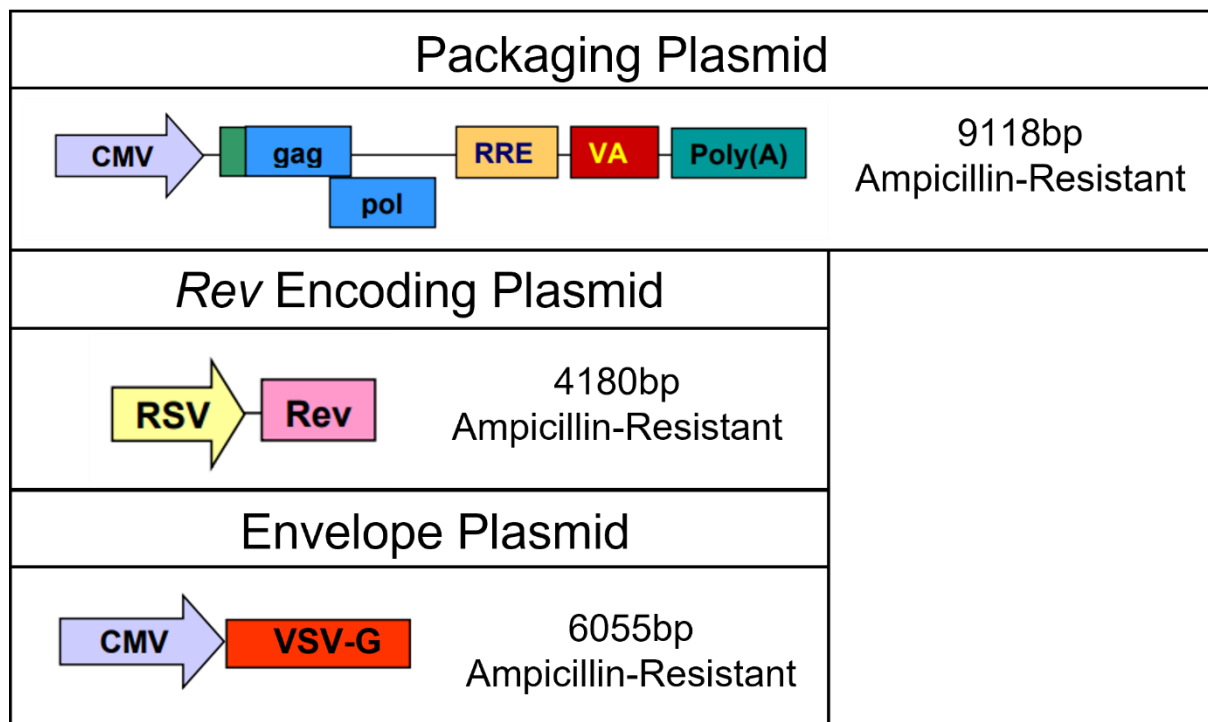 Packaging Plasmid
CMV gag RRE VA Poly(A)
pol
9118bp
Ampicillin-Resistant
Rev Encoding Plasmid
RSV Rev
4180bp
Ampicillin-Resistant
Envelope Plasmid
CMV VSV-G
6055bp
Ampicillin-Resistant